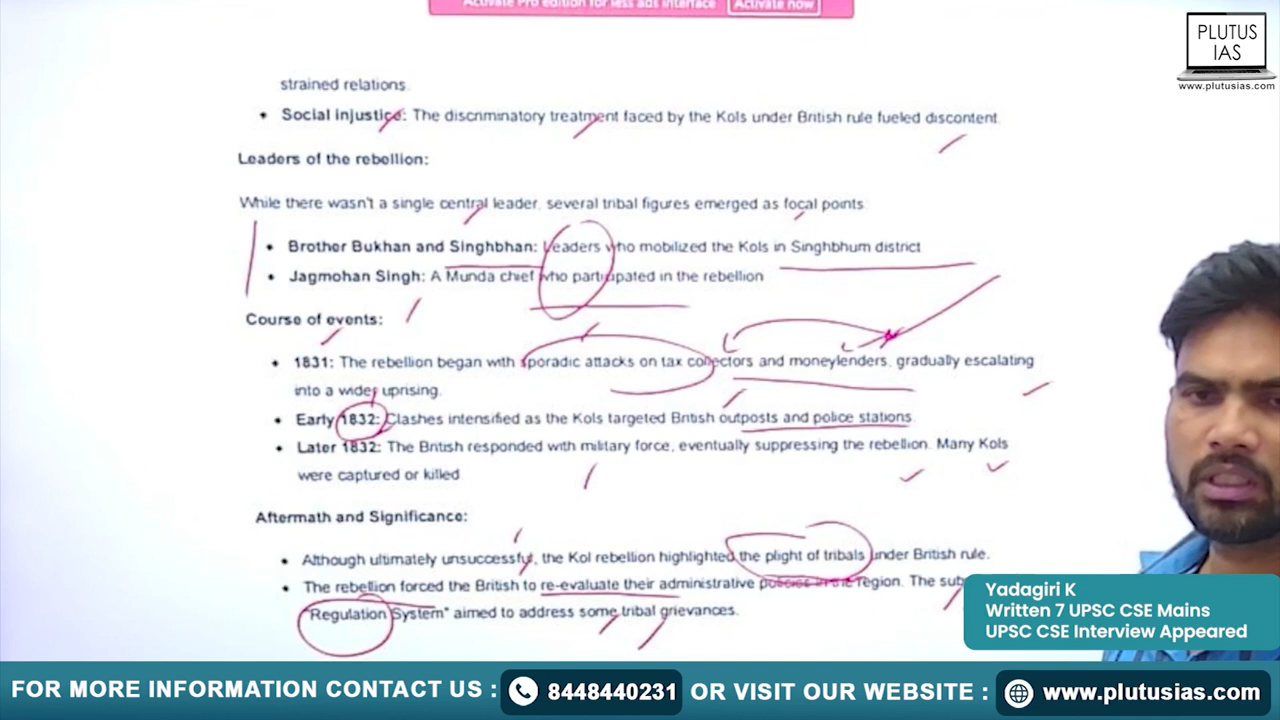 Activate Pro edition for less ads interface Activate now
PLUTUS
IAS
www.plutusias.com
strained relations.
• Social injustice: The discriminatory treatment faced by the Kols under British rule fueled discontent.
Leaders of the rebellion:
While there wasn't a single central leader, several tribal figures emerged as focal points.
• Brother Bukhan and Singhbhan: Leaders who mobilized the Kols in Singhbhum district
• Jagmohan Singh: A Munda chief who participated in the rebellion
Course of events:
• 1831: The rebellion began with sporadic attacks on tax collectors and moneylenders, gradually escalating
into a wider uprising.
• Early 1832: Clashes intensified as the Kols targeted British outposts and police stations.
• Later 1832: The British responded with military force, eventually suppressing the rebellion. Many Kols
were captured or killed.
Aftermath and Significance:
• Although ultimately unsuccessful, the Kol rebellion highlighted the plight of tribals under British rule.
• The rebellion forced the British to re-evaluate their administrative policies in the region. The
"Regulation System" aimed to address some tribal grievances.
Yadagiri K
Written 7 UPSC CSE Mains
UPSC CSE Interview Appeared
FOR MORE INFORMATION CONTACT US : 8448440231 OR VISIT OUR WEBSITE : www.plutusias.com